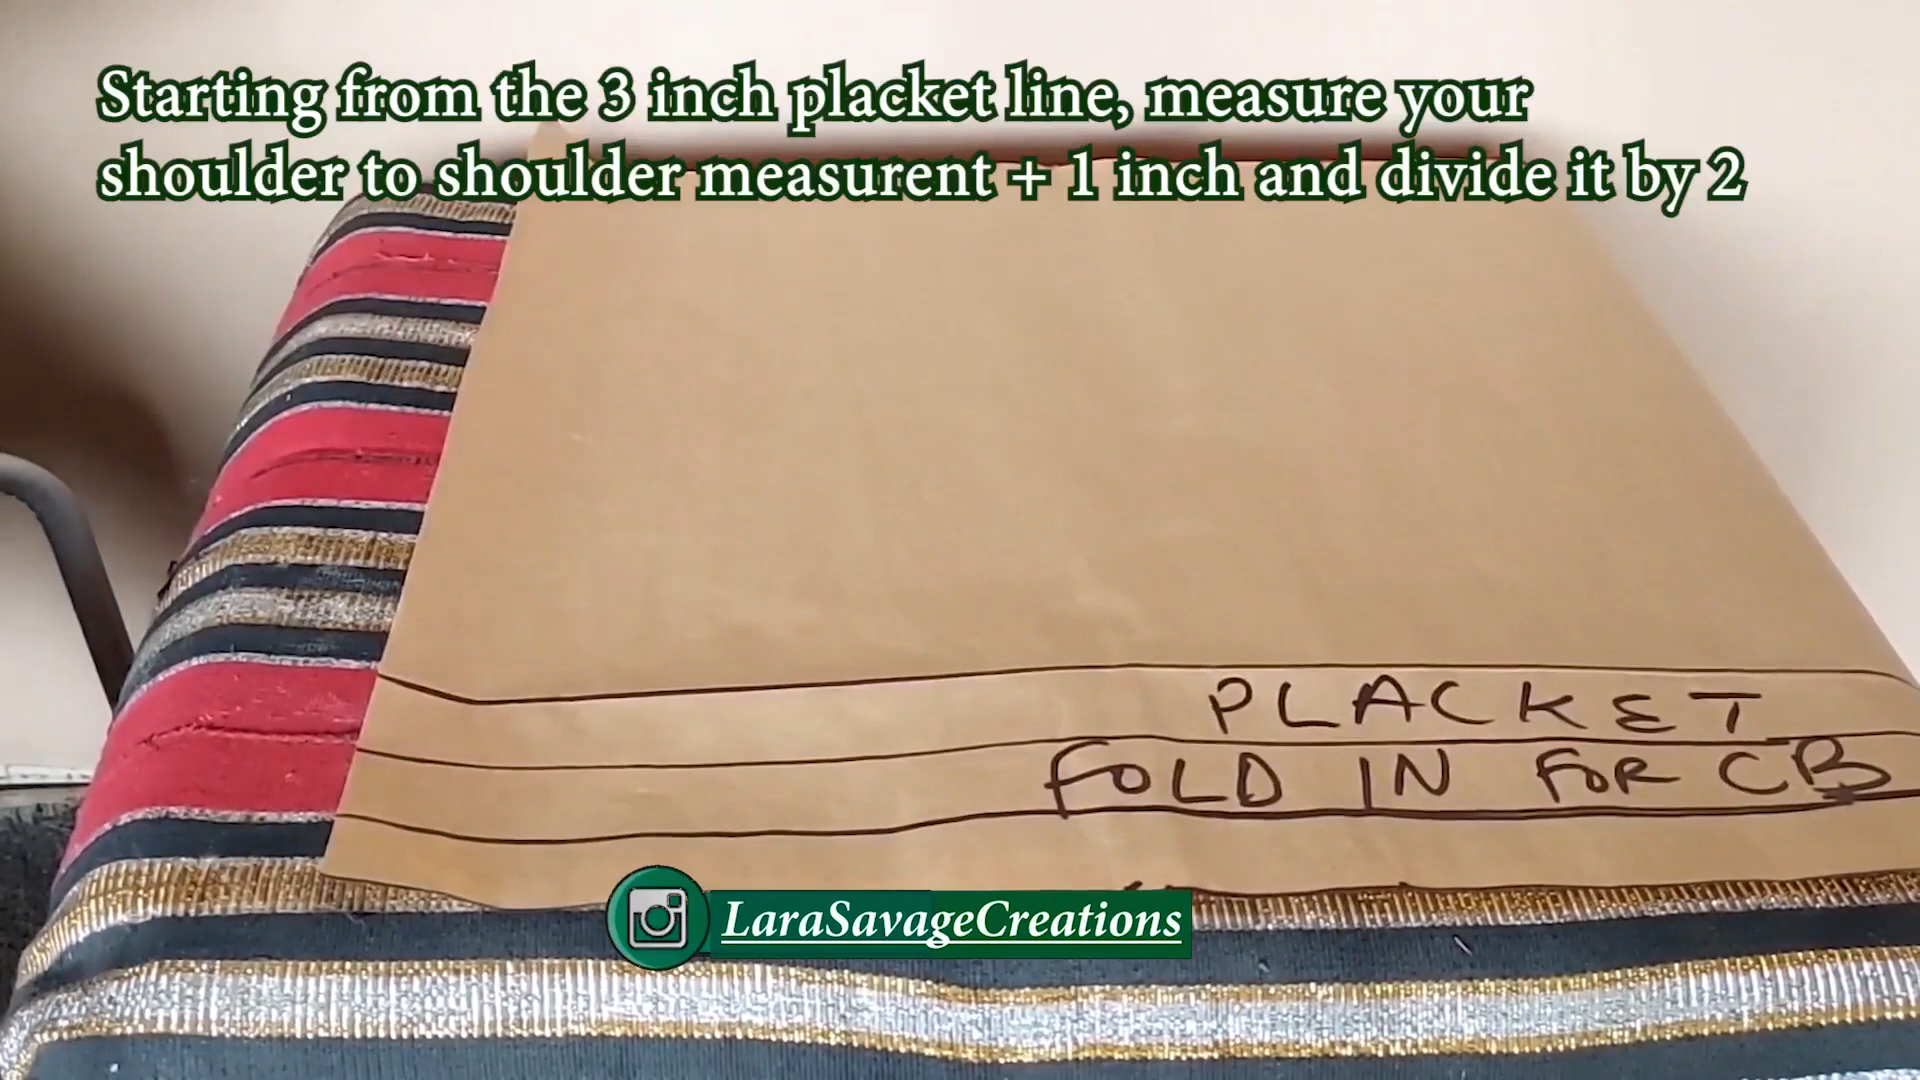 Starting from the 3 inch placket line, measure your
shoulder to shoulder measurent + 1 inch and divide it by 2
PLACKET
FOLD IN FOR CB
LaraSavageCreations